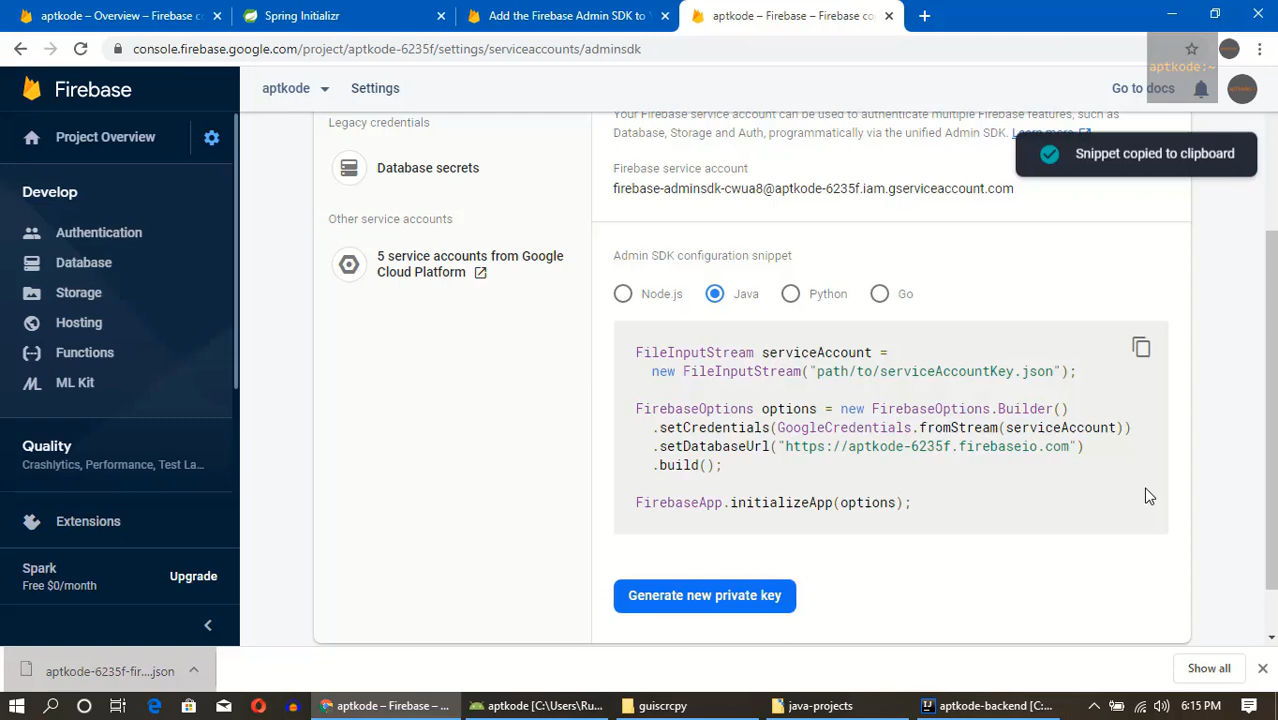 aptkode – Overview – Firebase c
Spring Initializr
Add the Firebase Admin SDK to
aptkode – Firebase – Firebase co
console.firebase.google.com/project/aptkode-6235f/settings/serviceaccounts/adminsdk
aptkode:~
Firebase
aptkode
Settings
Go to docs
Project Overview
Develop
Authentication
Database
Storage
Hosting
Functions
ML Kit
Quality
Crashlytics, Performance, Test La...
Extensions
Spark
Free $0/month
Upgrade
Legacy credentials
Database secrets
Other service accounts
5 service accounts from Google
Cloud Platform
Your Firebase service account can be used to authenticate multiple Firebase features, such as
Database, Storage and Auth, programmatically via the unified Admin SDK. Learn more
Snippet copied to clipboard
Firebase service account
firebase-adminsdk-cwua8@aptkode-6235f.iam.gserviceaccount.com
Admin SDK configuration snippet
Node.js
Java
Python
Go
FileInputStream serviceAccount =
new FileInputStream("path/to/serviceAccountKey.json");
FirebaseOptions options = new FirebaseOptions.Builder()
.setCredentials(GoogleCredentials.fromStream(serviceAccount))
.setDatabaseUrl("https://aptkode-6235f.firebaseio.com")
.build();
FirebaseApp.initializeApp(options);
Generate new private key
aptkode-6235f-fir....json
Show all
aptkode – Firebase – ...
aptkode [C:\Users\Ru...
guiscrcpy
java-projects
aptkode-backend [C:...
6:15 PM